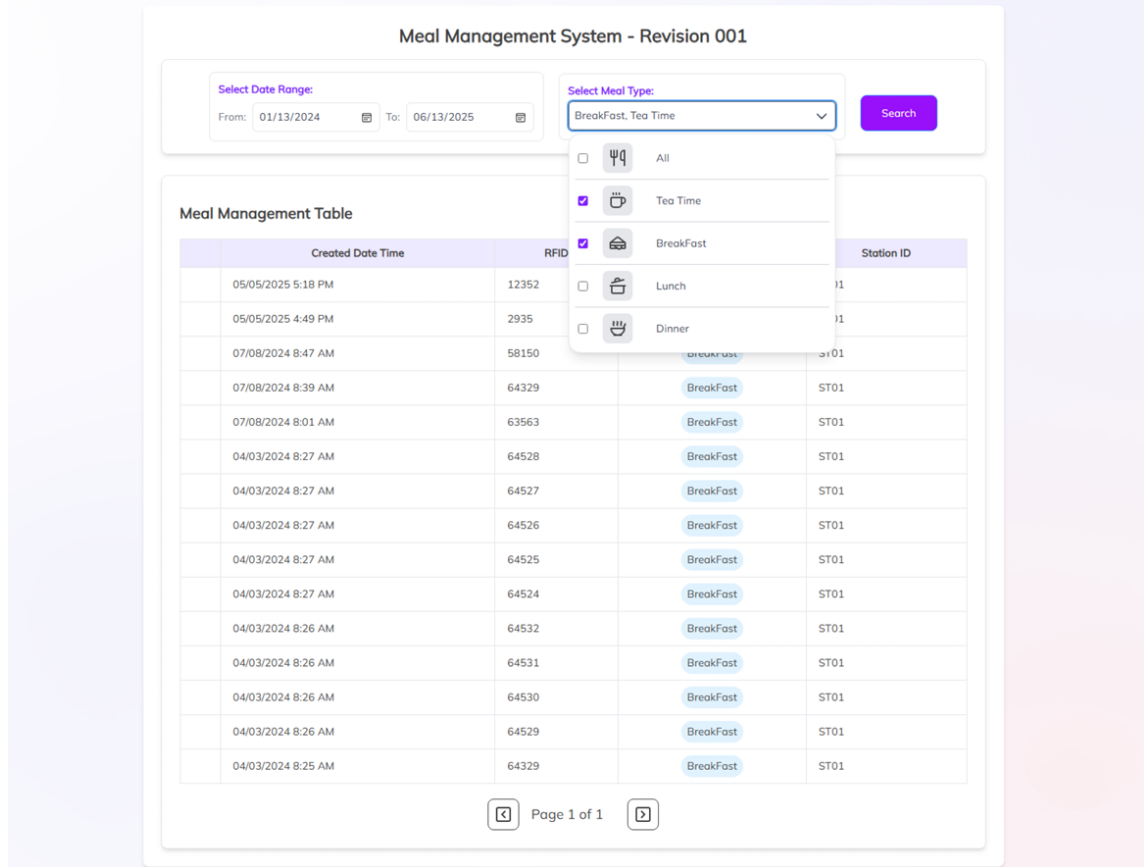 Meal Management System - Revision 001
Select Date Range:
From: 01/13/2024 To: 06/13/2025
Select Meal Type:
BreakFast, Tea Time
Search
All
Tea Time
BreakFast
Lunch
Dinner
Meal Management Table
Created Date Time RFID Station ID
05/05/2025 5:18 PM 12352
05/05/2025 4:49 PM 2935
07/08/2024 8:47 AM 58150 BreakFast ST01
07/08/2024 8:39 AM 64329 BreakFast ST01
07/08/2024 8:01 AM 63563 BreakFast ST01
04/03/2024 8:27 AM 64528 BreakFast ST01
04/03/2024 8:27 AM 64527 BreakFast ST01
04/03/2024 8:27 AM 64526 BreakFast ST01
04/03/2024 8:27 AM 64525 BreakFast ST01
04/03/2024 8:27 AM 64524 BreakFast ST01
04/03/2024 8:26 AM 64532 BreakFast ST01
04/03/2024 8:26 AM 64531 BreakFast ST01
04/03/2024 8:26 AM 64530 BreakFast ST01
04/03/2024 8:26 AM 64529 BreakFast ST01
04/03/2024 8:25 AM 64329 BreakFast ST01
Page 1 of 1